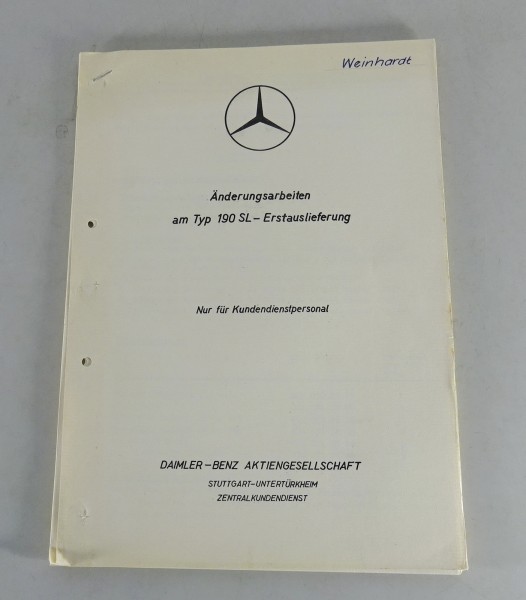 Weinhardt
Änderungsarbeiten
am Typ 190 SL – Erstauslieferung
Nur für Kundendienstpersonal
DAIMLER – BENZ AKTIENGESELLSCHAFT
STUTTGART – UNTERTÜRKHEIM
ZENTRALKUNDENDIENST